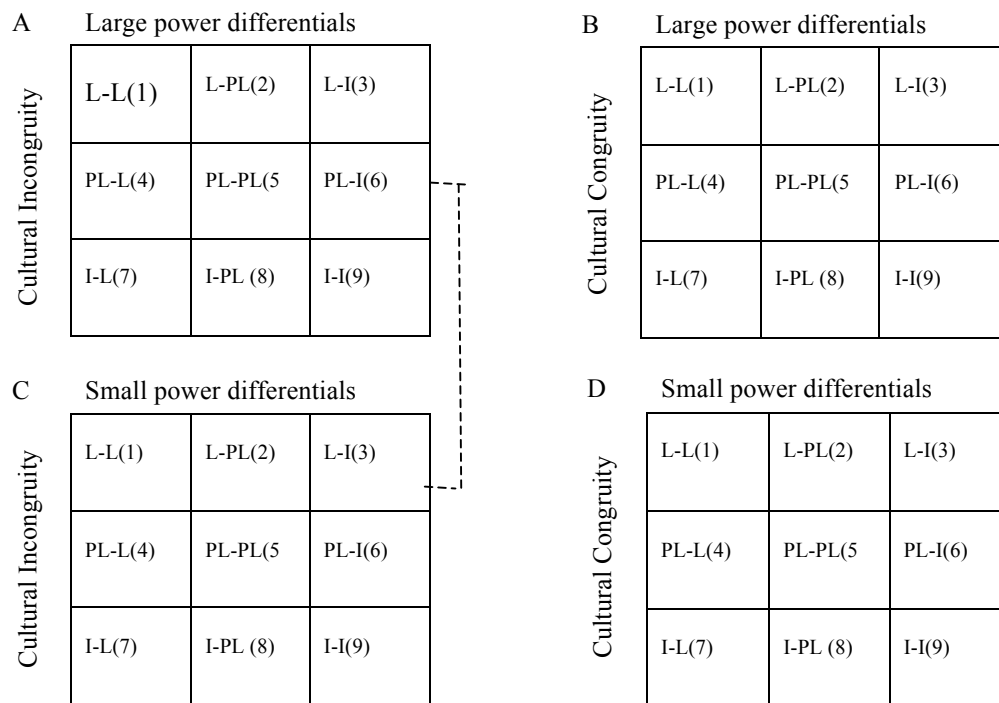 A Large power differentials
Cultural Incongruity
L-L(1) L-PL(2) L-I(3)
PL-L(4) PL-PL(5 PL-I(6)
I-L(7) I-PL (8) I-I(9)
B Large power differentials
Cultural Congruity
L-L(1) L-PL(2) L-I(3)
PL-L(4) PL-PL(5 PL-I(6)
I-L(7) I-PL (8) I-I(9)
C Small power differentials
Cultural Incongruity
L-L(1) L-PL(2) L-I(3)
PL-L(4) PL-PL(5 PL-I(6)
I-L(7) I-PL (8) I-I(9)
D Small power differentials
Cultural Congruity
L-L(1) L-PL(2) L-I(3)
PL-L(4) PL-PL(5 PL-I(6)
I-L(7) I-PL (8) I-I(9)